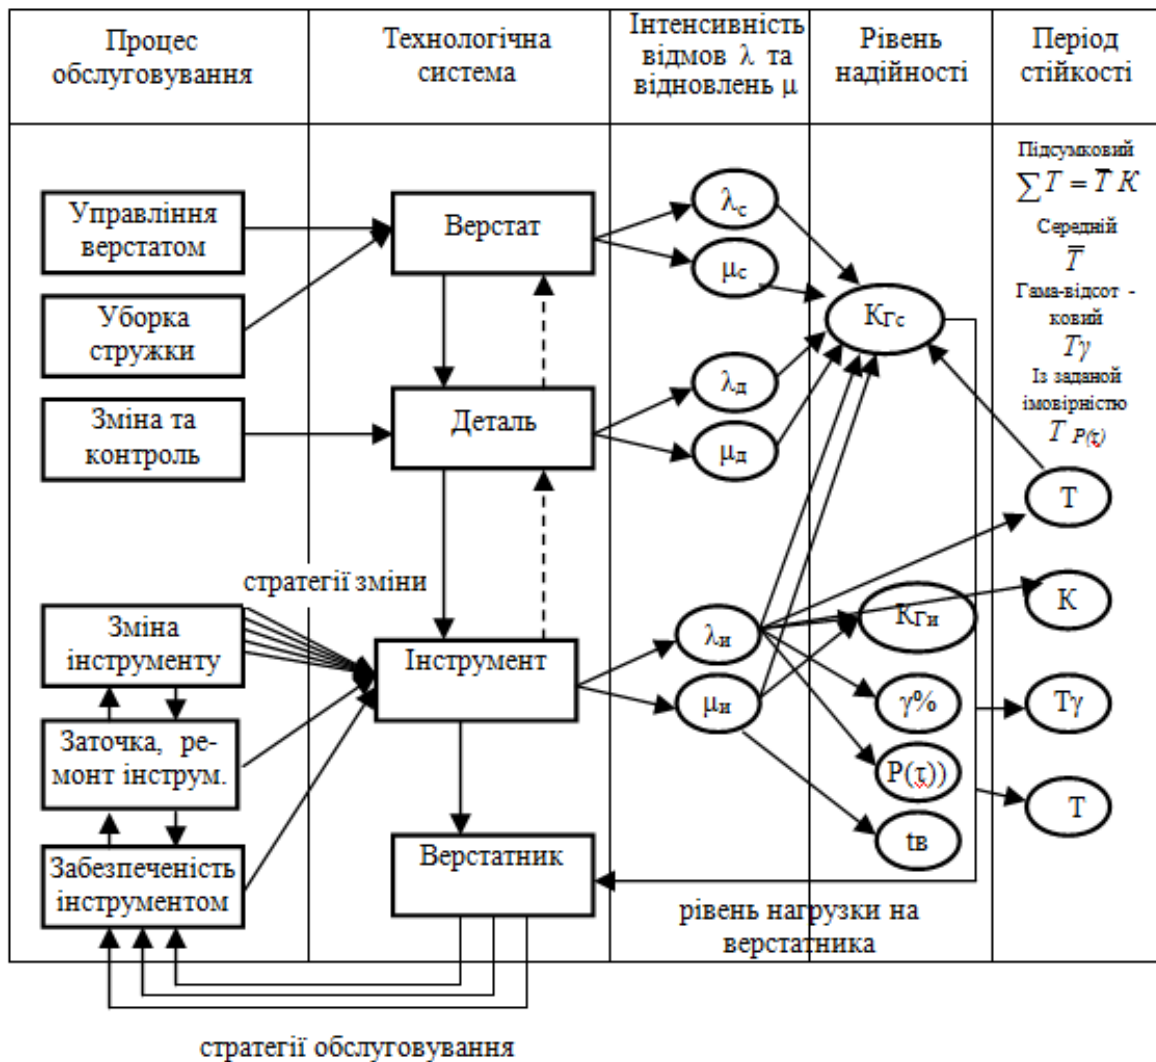 Процес
обслуговування
Технологічна
система
Інтенсивність
відмов λ та
відновлень μ
Рівень
надійності
Період
стійкості
Підсумковий
∑T = T̅ K
Середній
T̅
Гама-відсот -
ковий
Tγ
Із заданой
імовірністю
T P(τ)
Управління
верстатом
Уборка
стружки
Зміна та
контроль
стратегії зміни
Зміна
інструменту
Заточка, ре-
монт інструм.
Забезпеченість
інструментом
Верстат
Деталь
Інструмент
Верстатник
λс
μс
λд
μд
λи
μи
КГс
КГи
γ%
P(τ))
tв
Т
К
Тγ
Т
рівень нагрузки на
верстатника
стратегії обслуговування